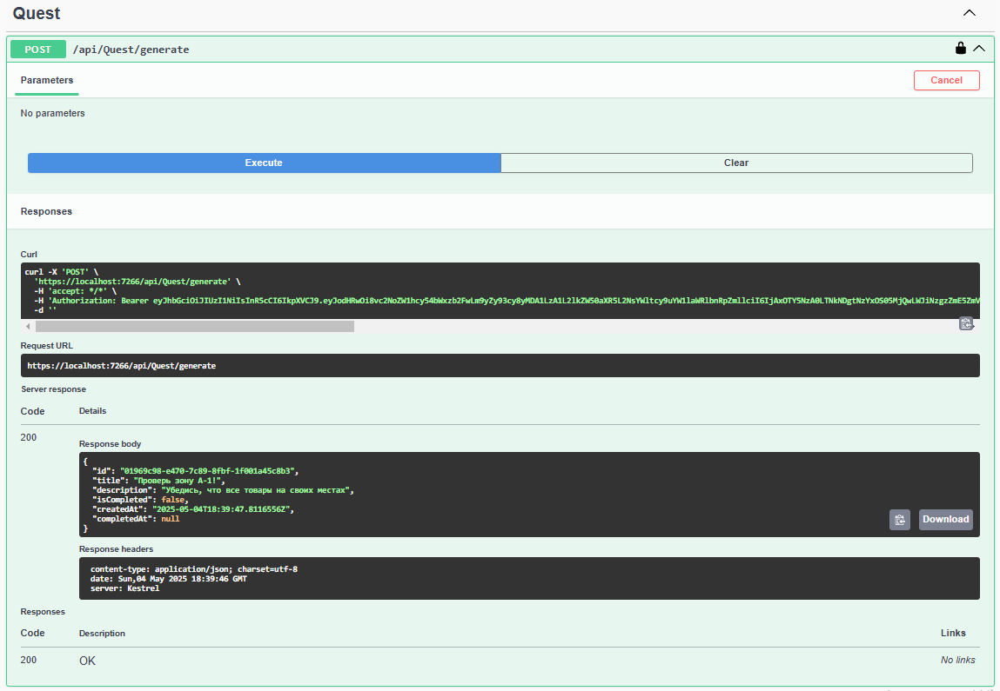 Quest
POST /api/Quest/generate
Parameters
Cancel
No parameters
Execute
Clear
Responses
Curl
curl -X 'POST' \
'https://localhost:7266/api/Quest/generate' \
-H 'accept: */*' \
-H 'Authorization: Bearer
-d ''
Request URL
https://localhost:7266/api/Quest/generate
Server response
Code Details
200
Response body
{
"id": "01969c98-e470-7c89-8fbf-1f001a45c8b3",
"title": "Проверь зону A-1!",
"description": "Убедись, что все товары на своих местах",
"isCompleted": false,
"createdAt": "2025-05-04T18:39:47.8116556Z",
"completedAt": null
}
Download
Response headers
content-type: application/json; charset=utf-8
date: Sun,04 May 2025 18:39:46 GMT
server: Kestrel
Responses
Code Description Links
200 OK No links